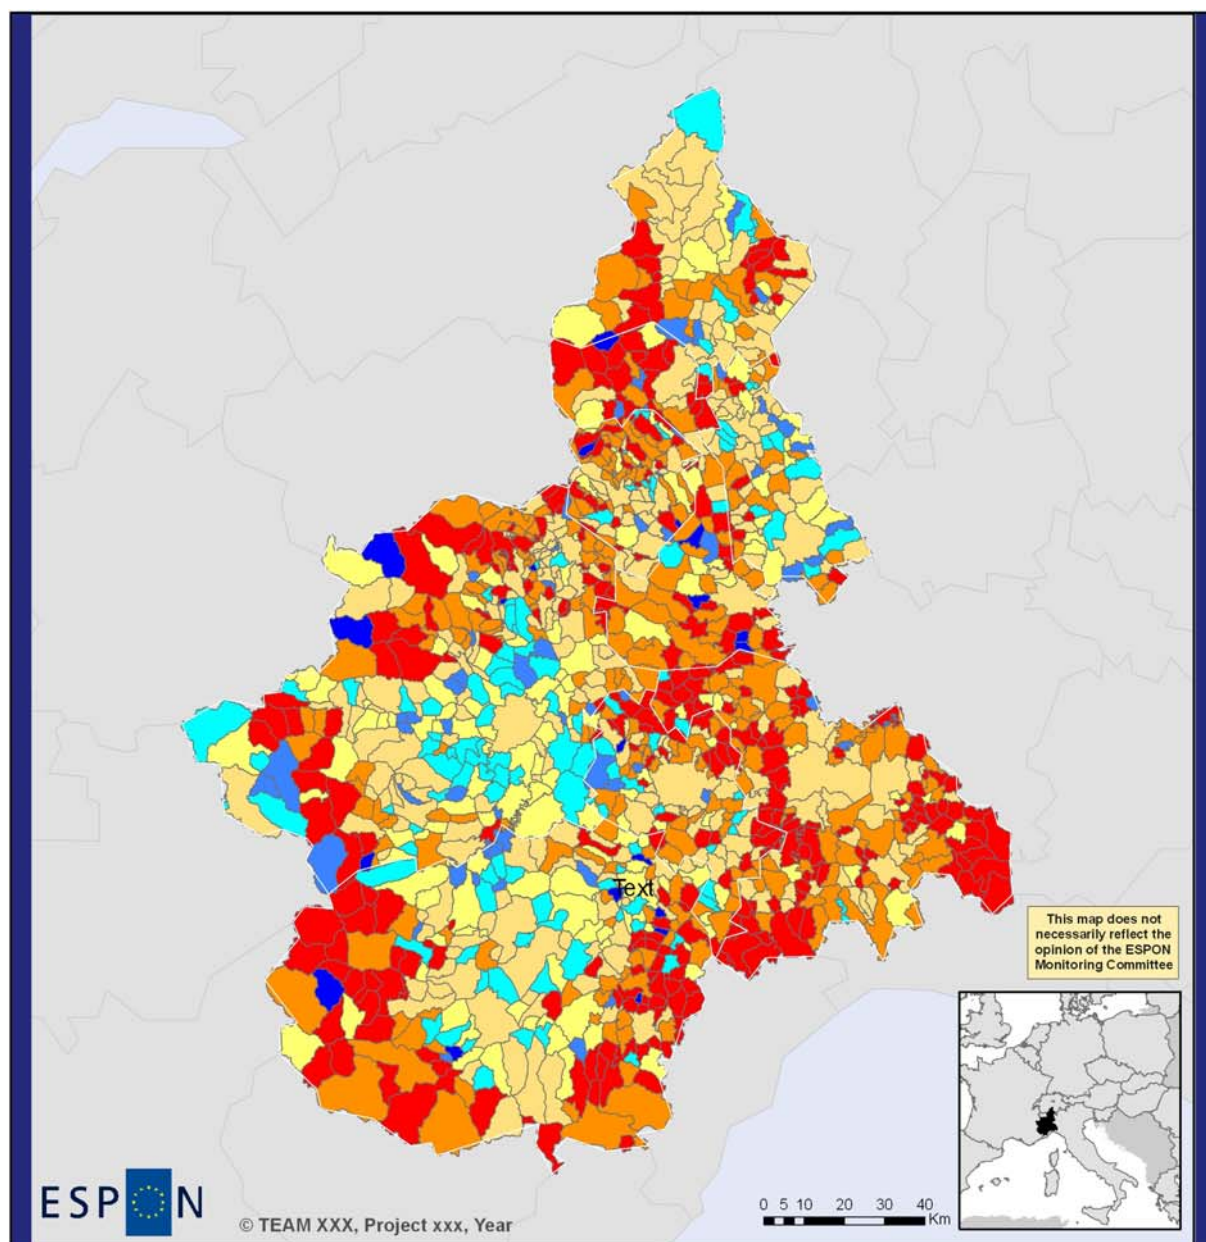 Text
This map does not
necessarily reflect the
opinion of the ESPON
Monitoring Committee
ESPON
© TEAM XXX, Project xxx, Year
0 5 10 20 30 40
Km